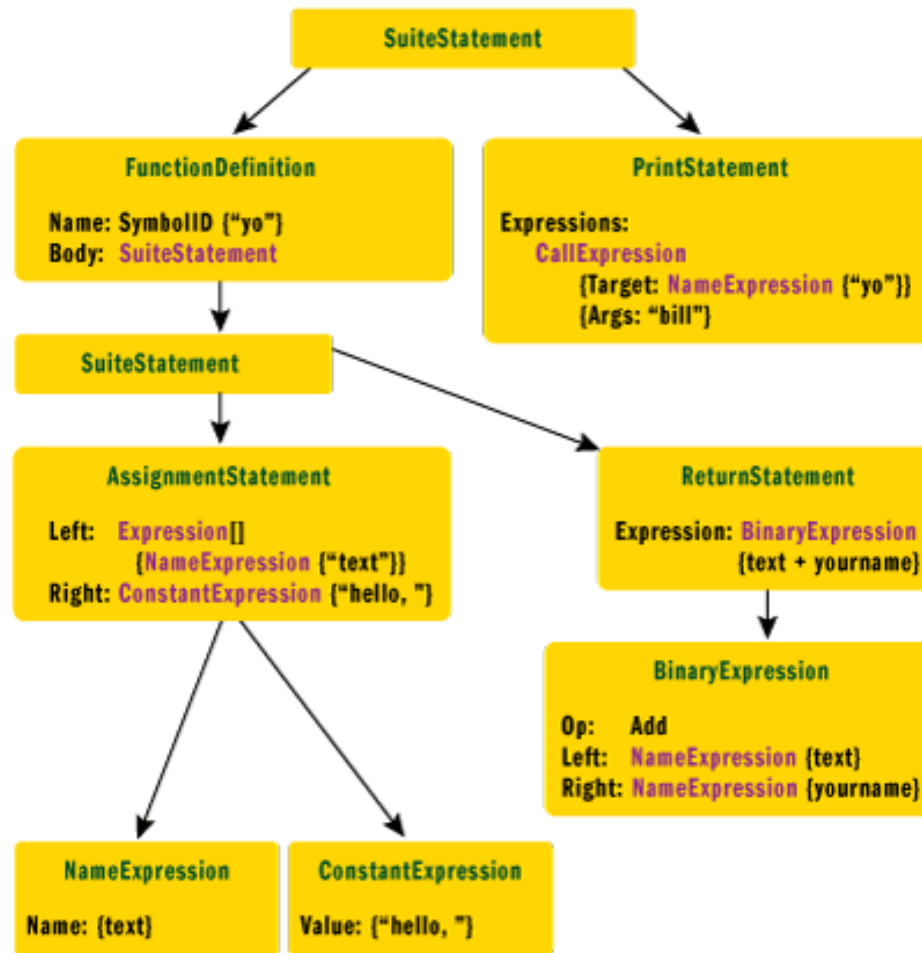 SuiteStatement
FunctionDefinition
Name: SymbolID {“yo”}
Body: SuiteStatement
PrintStatement
Expressions:
CallExpression
{Target: NameExpression {“yo”}}
{Args: “bill”}
SuiteStatement
AssignmentStatement
Left: Expression[]
{NameExpression {“text”}}
Right: ConstantExpression {“hello, ”}
ReturnStatement
Expression: BinaryExpression
{text + yourname}
BinaryExpression
Op: Add
Left: NameExpression {text}
Right: NameExpression {yourname}
NameExpression
Name: {text}
ConstantExpression
Value: {“hello, ”}